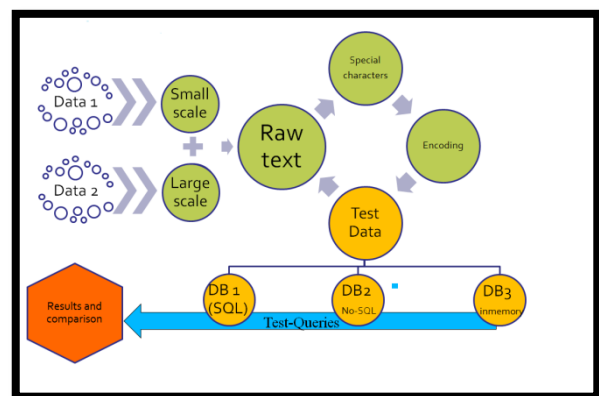 Data 1
Small
scale
Data 2
Large
scale
Raw
text
Special
characters
Encoding
Test
Data
DB 1
(SQL)
DB2
No-SQL
DB3
inmemory
Test-Queries
Results and
comparison